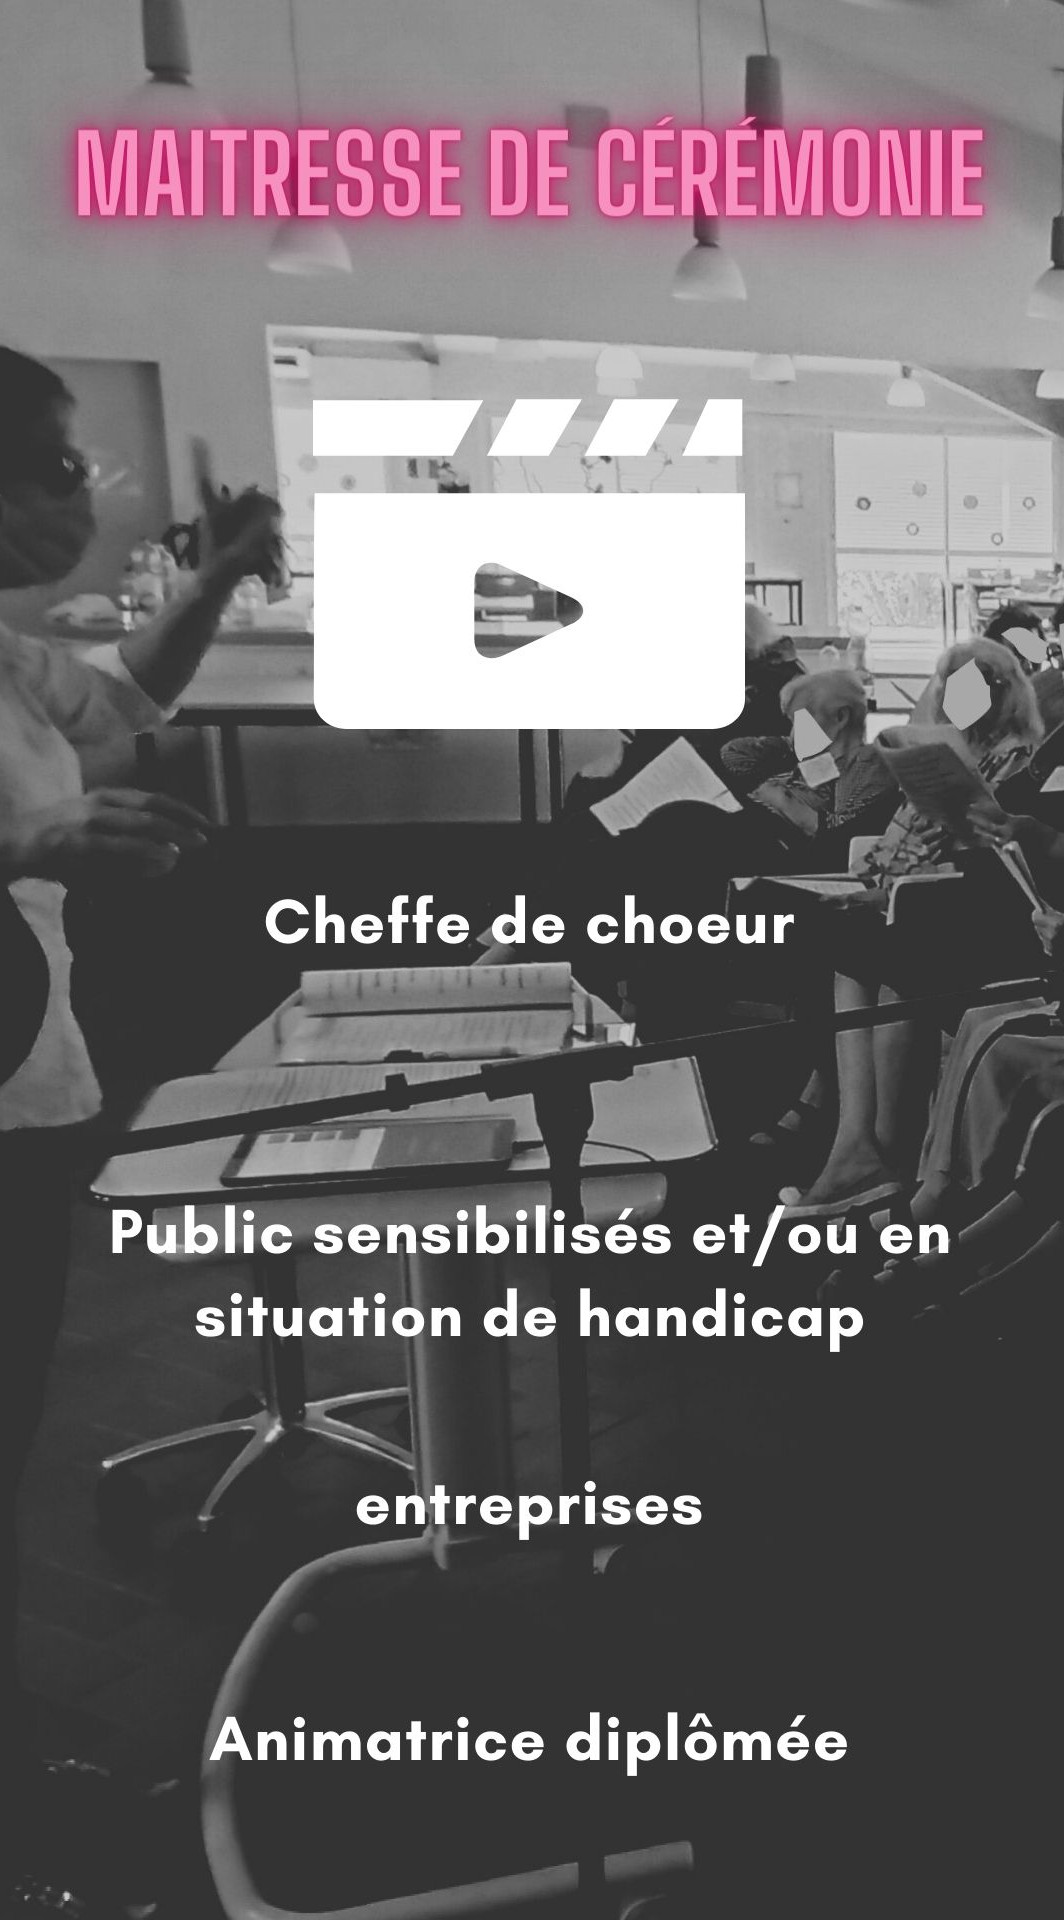 MAITRESSE DE CÉRÉMONIE
Cheffe de choeur
Public sensibilisés et/ou en
situation de handicap
entreprises
Animatrice diplômée